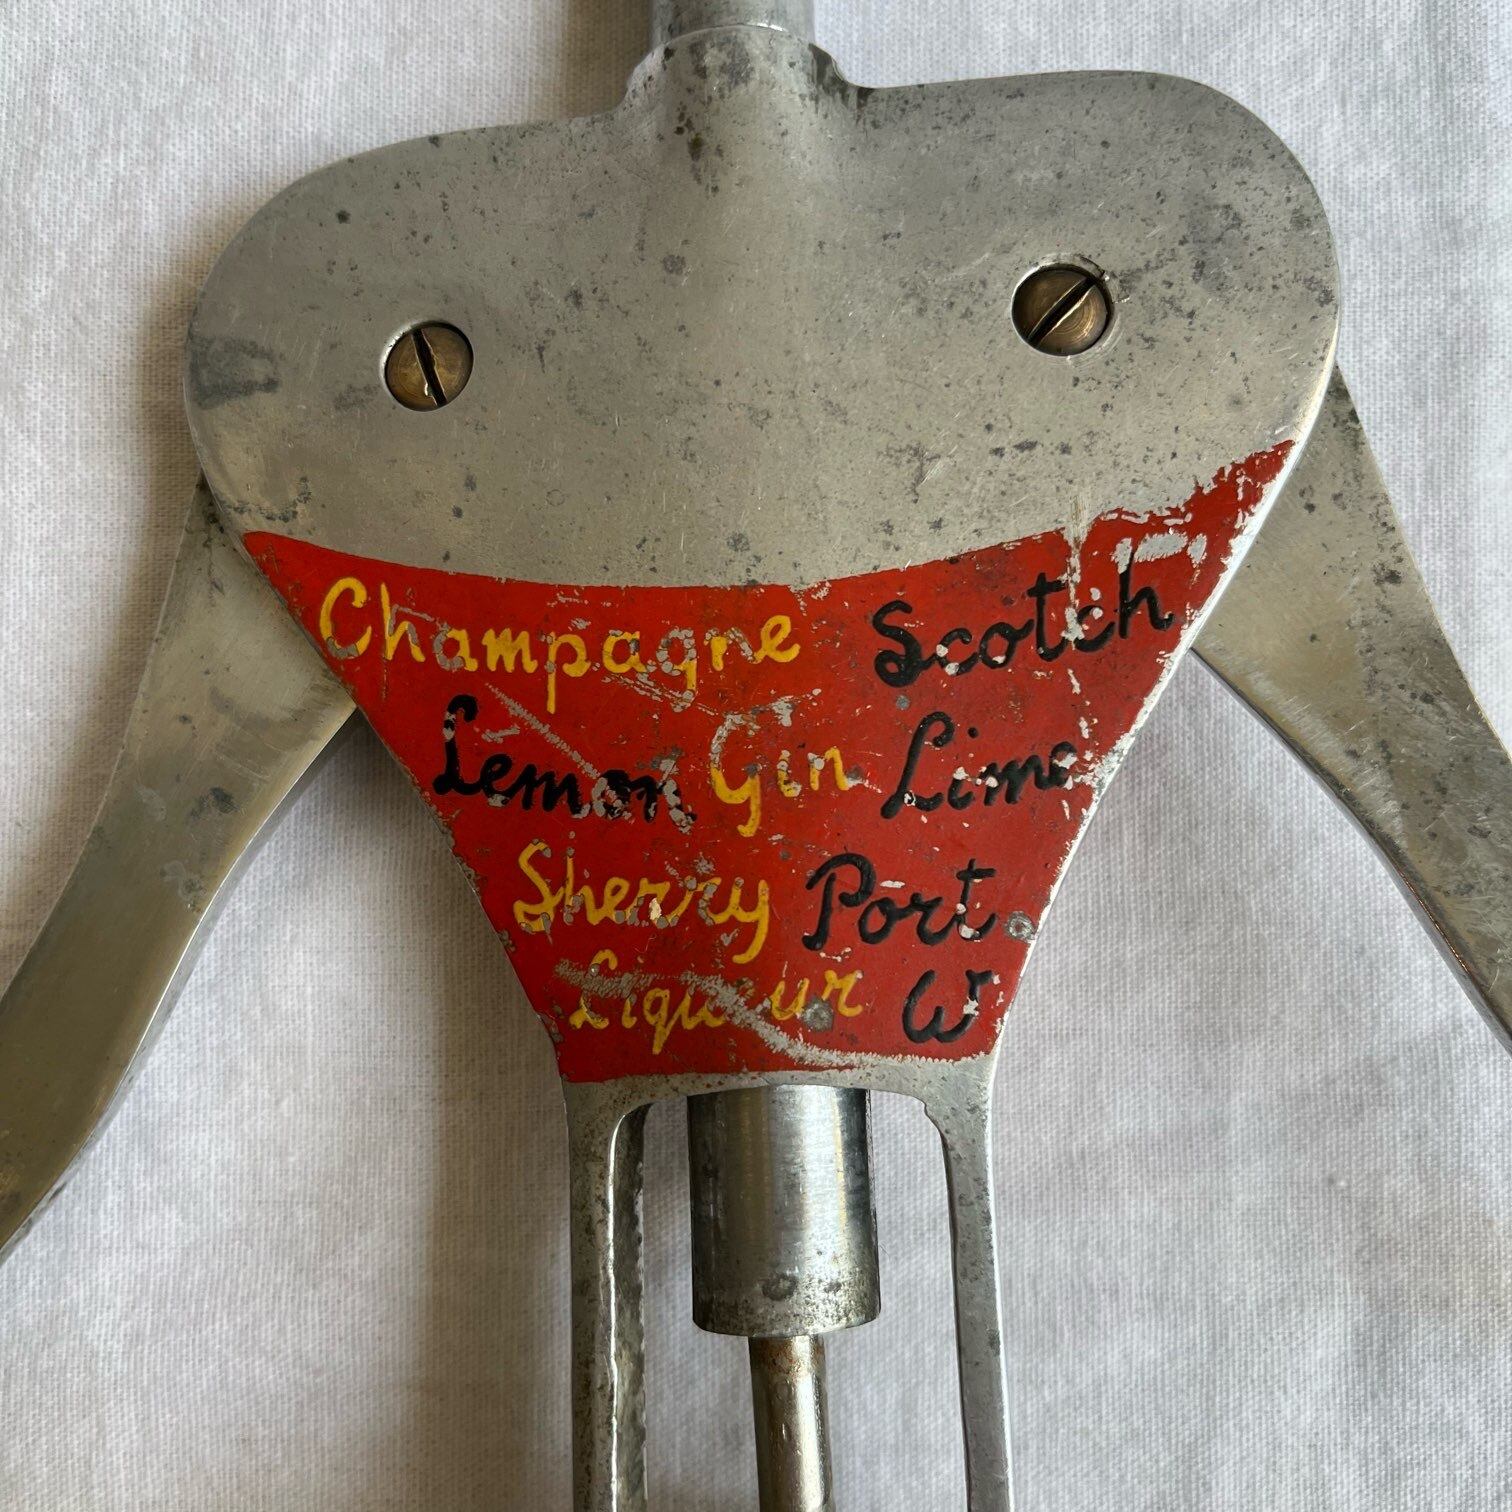 Champagne Scotch
Lemon Gin Lime
Sherry Port
Liqueur W